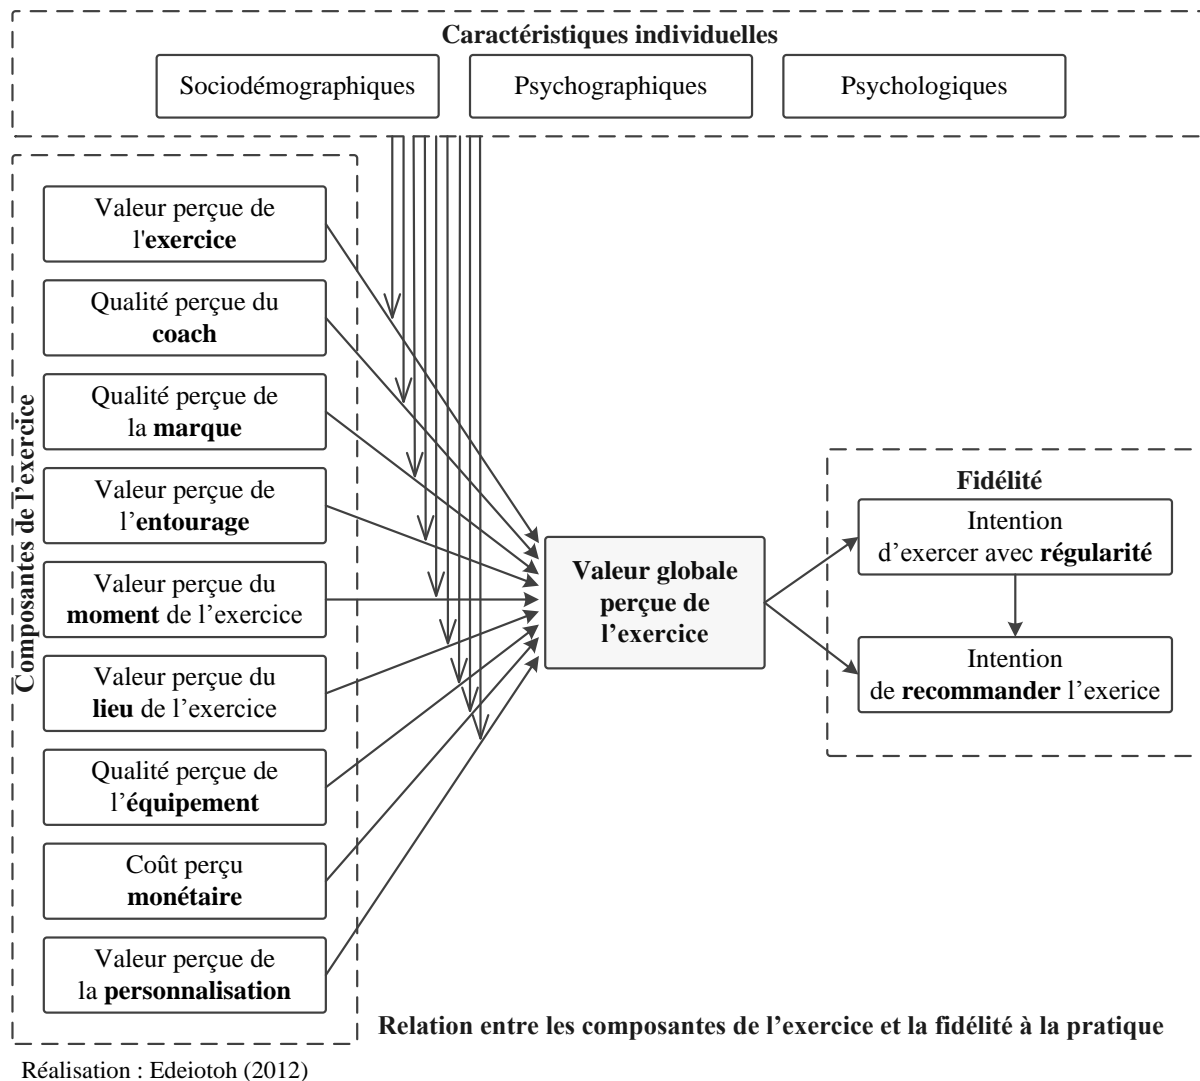 Caractéristiques individuelles
Sociodémographiques
Psychographiques
Psychologiques
Composantes de l’exercice
Valeur perçue de
l'exercice
Qualité perçue du
coach
Qualité perçue de
la marque
Valeur perçue de
l’entourage
Valeur perçue du
moment de l’exercice
Valeur perçue du
lieu de l’exercice
Qualité perçue de
l’équipement
Coût perçu
monétaire
Valeur perçue de
la personnalisation
Valeur globale
perçue de
l’exercice
Fidélité
Intention
d’exercer avec régularité
Intention
de recommander l’exerice
Relation entre les composantes de l’exercice et la fidélité à la pratique
Réalisation : Edeiotoh (2012)